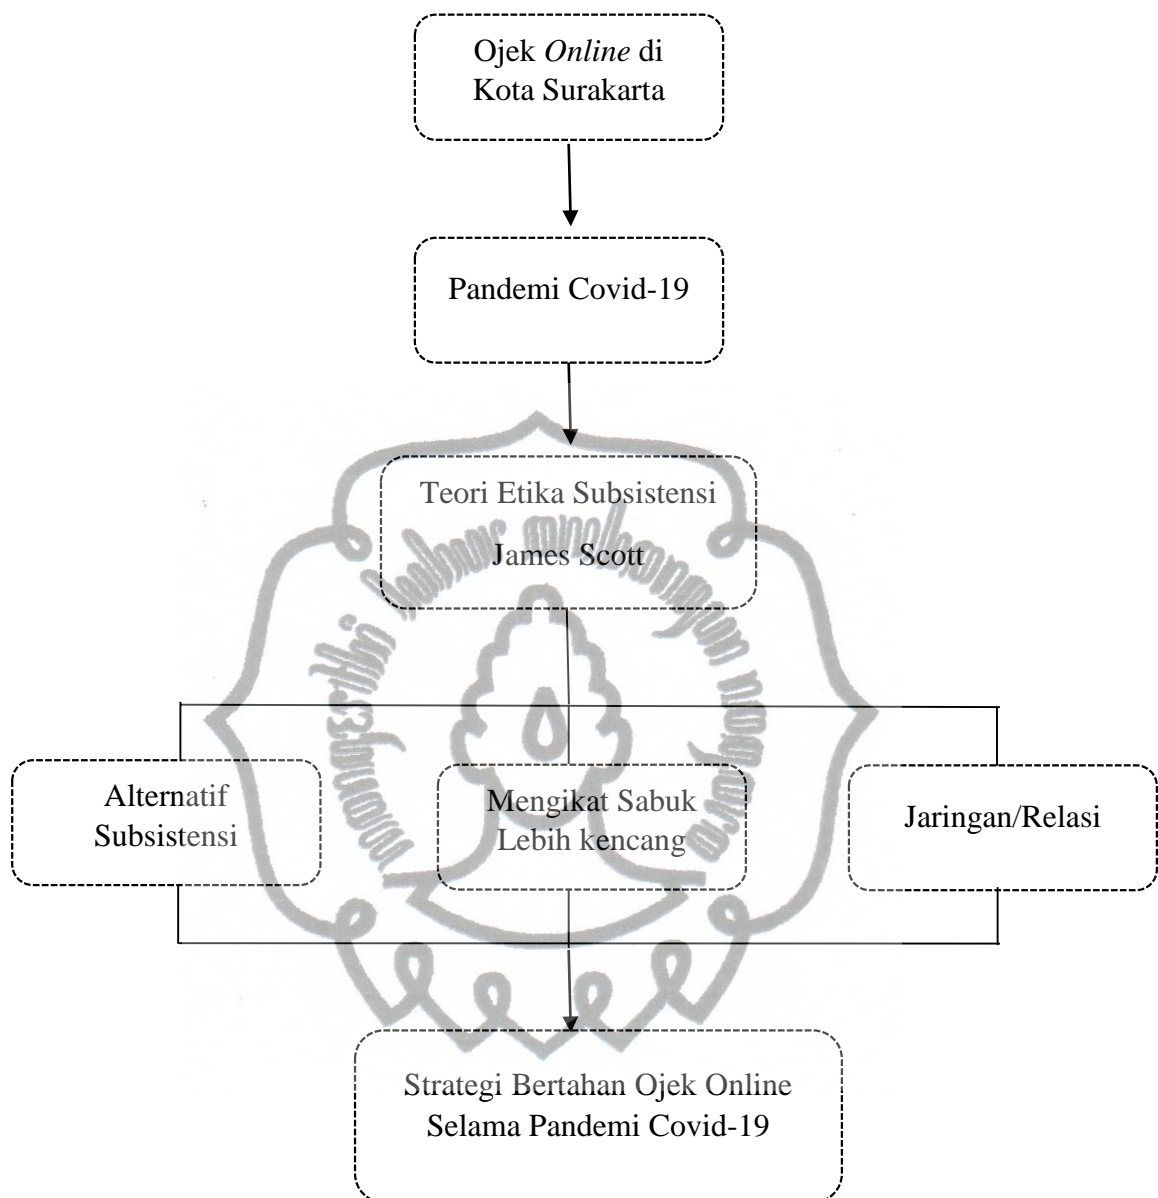 Ojek Online di
Kota Surakarta
Pandemi Covid-19
Teori Etika Subsistensi
James Scott
Alternatif
Subsistensi
Mengikat Sabuk
Lebih kencang
Jaringan/Relasi
Strategi Bertahan Ojek Online
Selama Pandemi Covid-19